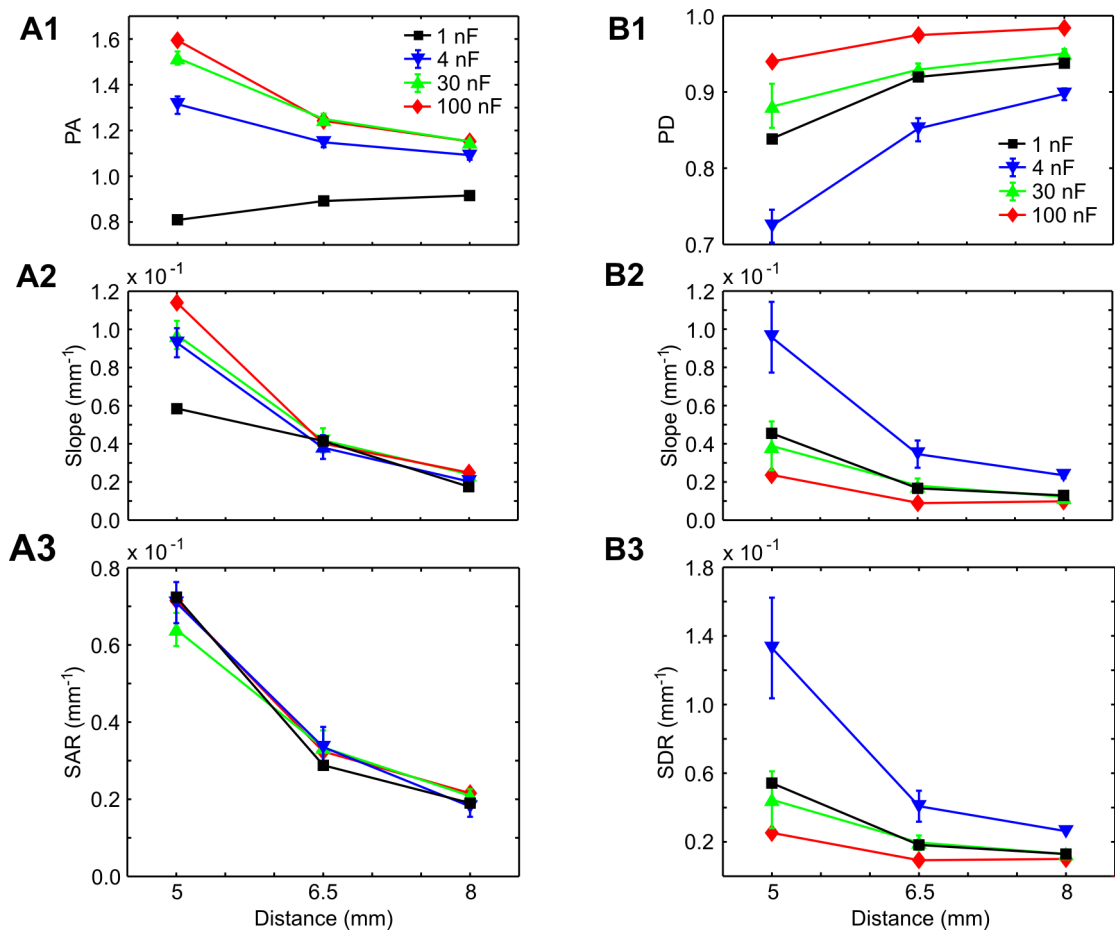 A1
1.6
1.4
1.2
1.0
0.8
PA
1 nF
4 nF
30 nF
100 nF
B1
1.0
0.9
0.8
0.7
PD
1 nF
4 nF
30 nF
100 nF
A2
x 10⁻¹
1.2
1.0
0.8
0.6
0.4
0.2
0.0
Slope (mm⁻¹)
B2
x 10⁻¹
1.2
1.0
0.8
0.6
0.4
0.2
0.0
Slope (mm⁻¹)
A3
x 10⁻¹
0.8
0.6
0.4
0.2
0.0
SAR (mm⁻¹)
5 6.5 8
Distance (mm)
B3
x 10⁻¹
1.8
1.4
1.0
0.6
0.2
SDR (mm⁻¹)
5 6.5 8
Distance (mm)